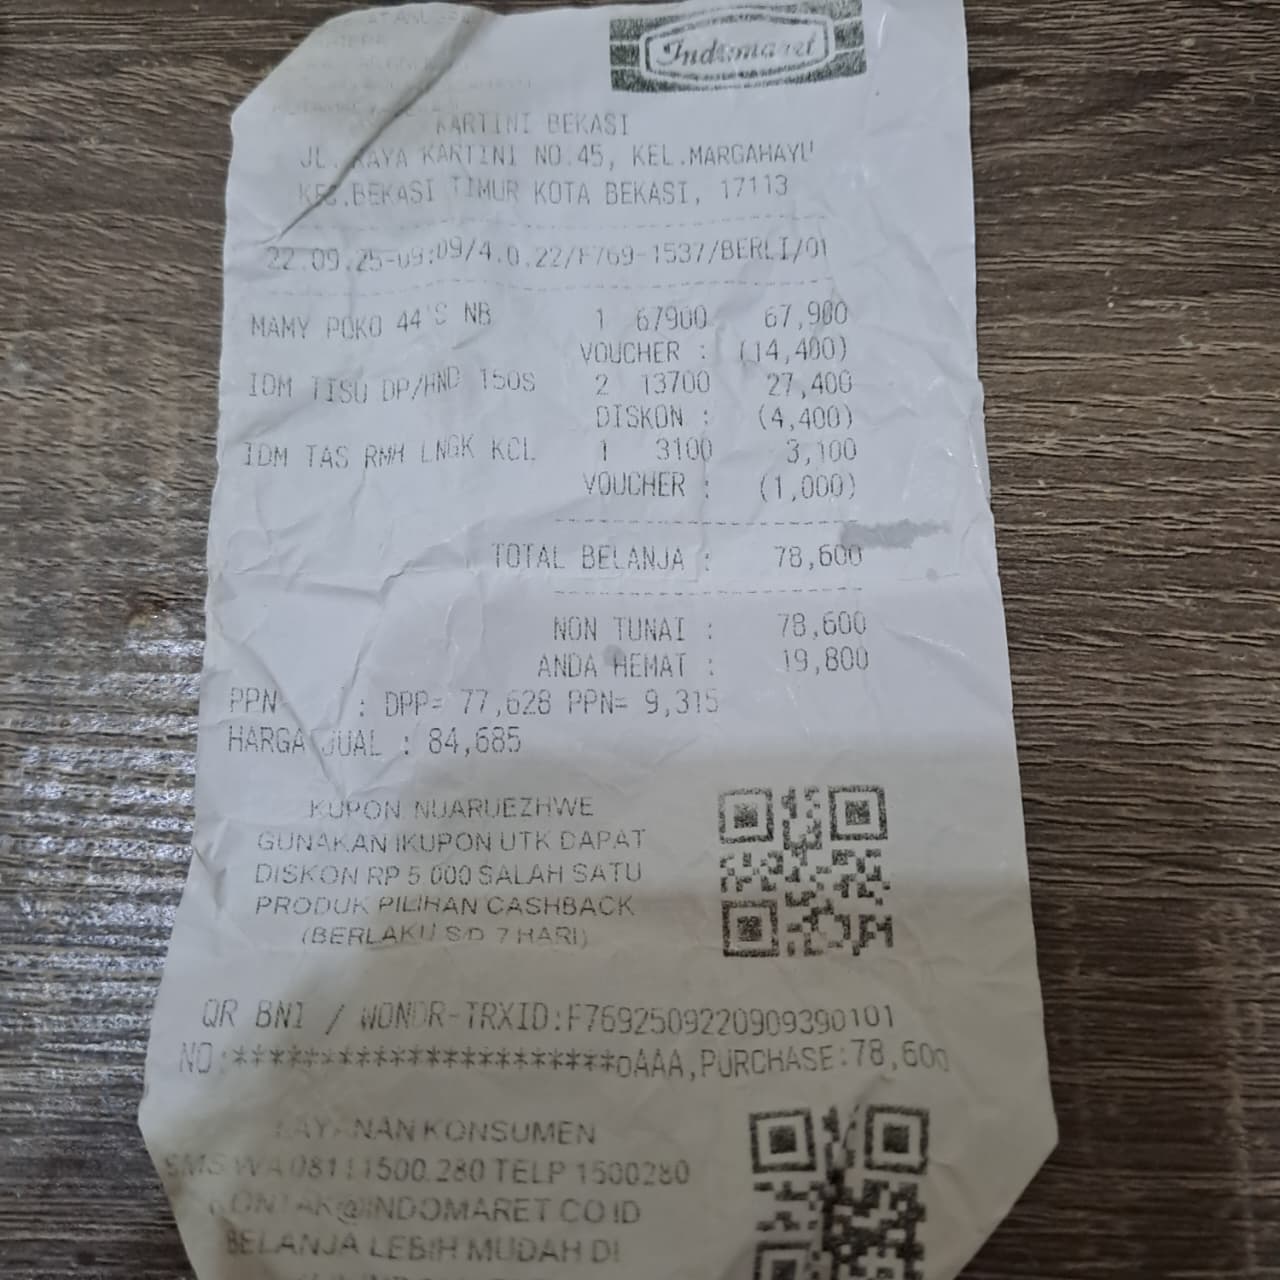 Indomaret
KARTINI BEKASI
JL. RAYA KARTINI NO.45, KEL.MARGAHAYU
KEC.BEKASI TIMUR KOTA BEKASI, 17113
22.09.25-09:09/4.0.22/F769-1537/BERLI/01
MAMY POKO 44'S NB 1 67900 67,900
VOUCHER : (14,400)
IDM TISU DP/HND 150S 2 13700 27,400
DISKON : (4,400)
IDM TAS RMH LNGK KCL 1 3100 3,100
VOUCHER : (1,000)
TOTAL BELANJA : 78,600
NON TUNAI : 78,600
ANDA HEMAT : 19,800
PPN : DPP= 77,628 PPN= 9,315
HARGA JUAL : 84,685
KUPON NUARUEZHWE
GUNAKAN IKUPON UTK DAPAT
DISKON RP 5.000 SALAH SATU
PRODUK PILIHAN CASHBACK
(BERLAKU S/D 7 HARI)
QR BNI / WONDR-TRXID:F7692509220909390101
NO:**********************oAAA,PURCHASE:78,600
LAYANAN KONSUMEN
SMS/WA 0811.1500.280 TELP 1500280
KONTAK@INDOMARET.CO.ID
BELANJA LEBIH MUDAH DI